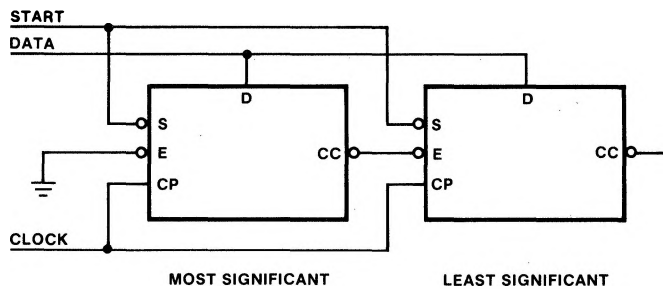 START
DATA
D
D
S
S
E
CC
E
CC
CP
CP
CLOCK
MOST SIGNIFICANT
LEAST SIGNIFICANT